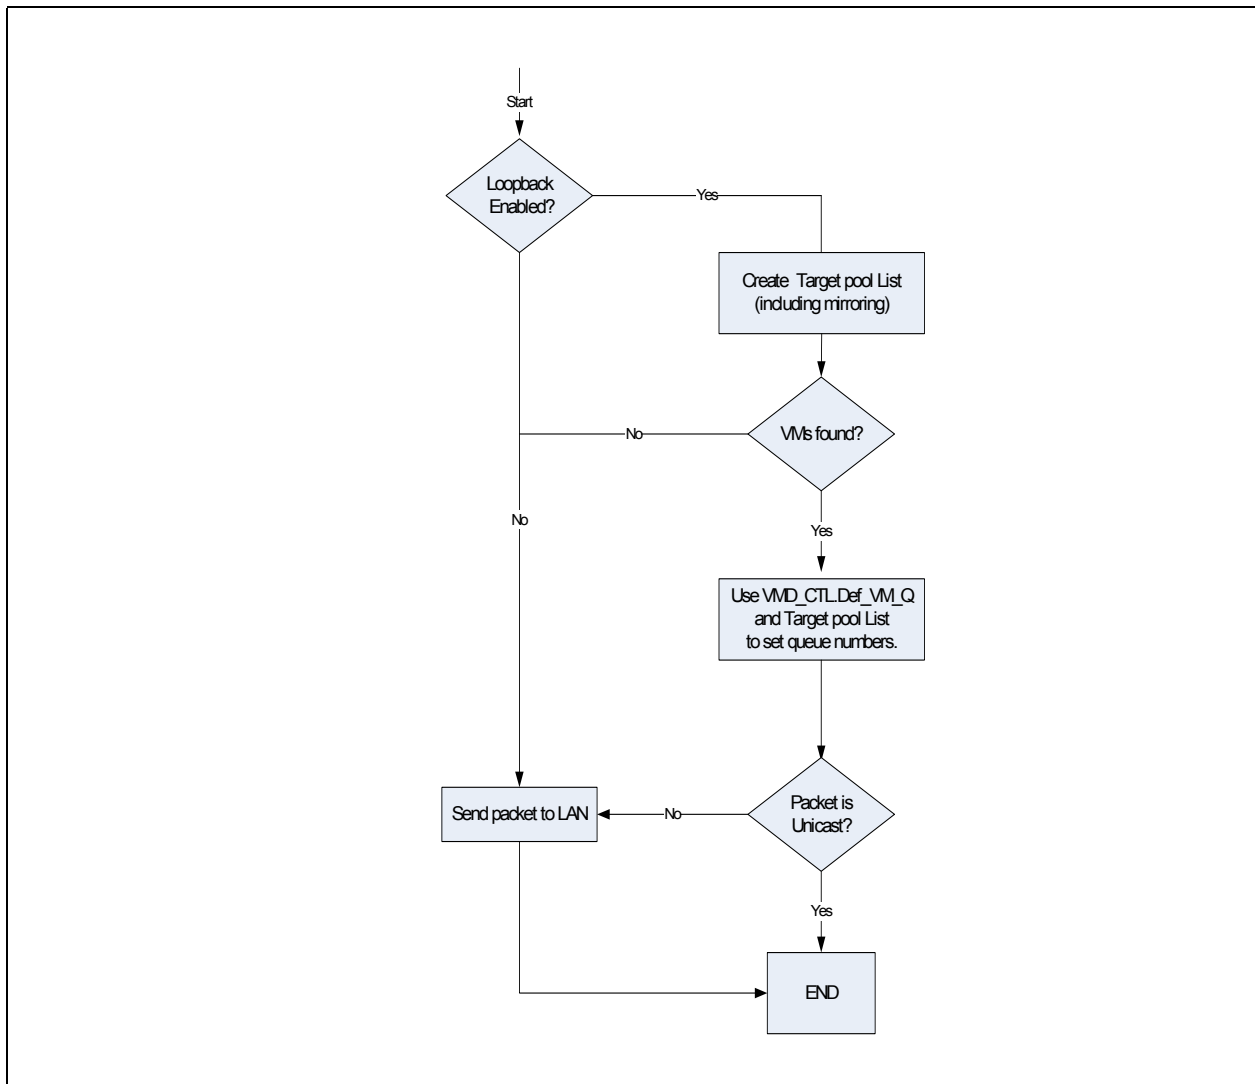 Start
Loopback
Enabled?
Yes
Create Target pool List
(including mirroring)
No
VMs found?
No
Yes
Use VMD_CTL.Def_VM_Q
and Target pool List
to set queue numbers.
Send packet to LAN
No
Packet is
Unicast?
Yes
END